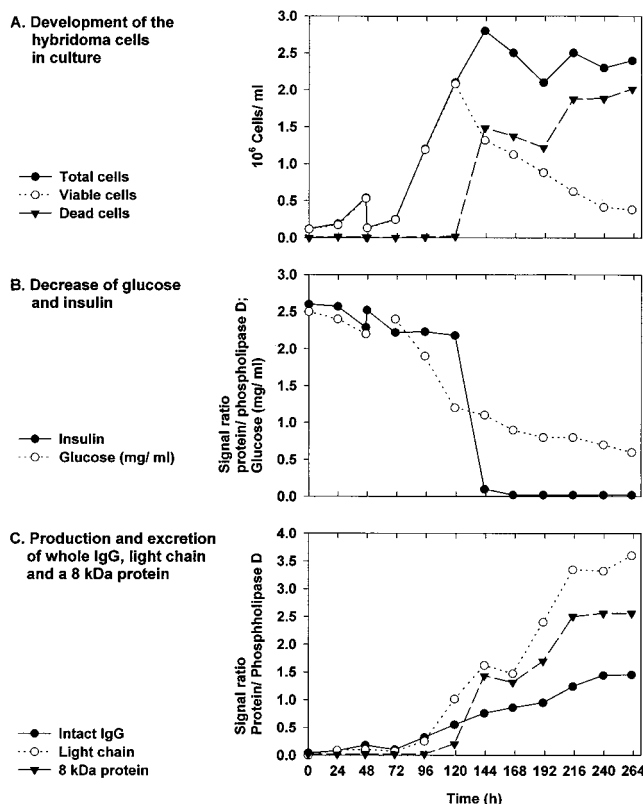 A. Development of the
hybridoma cells
in culture
Total cells
Viable cells
Dead cells
10⁶ Cells/ ml
3.0
2.5
2.0
1.5
1.0
0.5
0.0
B. Decrease of glucose
and insulin
Insulin
Glucose (mg/ ml)
Signal ratio
protein/ phospholipase D;
Glucose (mg/ ml)
3.0
2.5
2.0
1.5
1.0
0.5
0.0
C. Production and excretion
of whole IgG, light chain
and a 8 kDa protein
Intact IgG
Light chain
8 kDa protein
Signal ratio
Protein/ Phosphholipase D
4.0
3.5
3.0
2.5
2.0
1.5
1.0
0.5
0.0
0 24 48 72 96 120 144 168 192 216 240 264
Time (h)